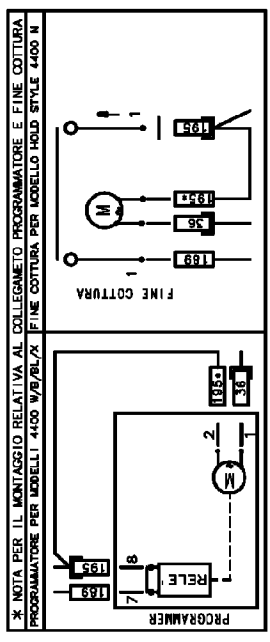 * NOTA PER IL MONTAGGIO RELATIVA AL COLLEGAMETO PROGRAMMATORE E FINE COTTURA
PROGRAMMATORE PER MODELLI 4400 W/B/BL/X
FINE COTTURA PER MODELLO HOLD STYLE 4400 N
189
195
7
8
RELE'
M
2
1
195*
36
PROGRAMMER
1
1
189
36
195*
195
M
FINE COTTURA